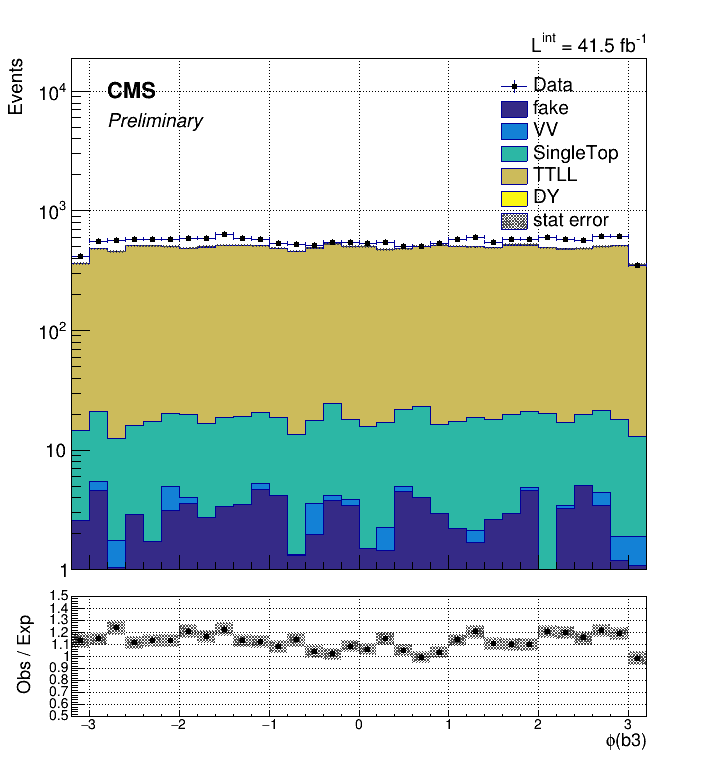 L^int = 41.5 fb^-1
Events
CMS
Preliminary
Data
fake
VV
SingleTop
TTLL
DY
stat error
10^4
10^3
10^2
10
1
Obs / Exp
1.5
1.4
1.3
1.2
1.1
1
0.9
0.8
0.7
0.6
0.5
−3 −2 −1 0 1 2 3
ϕ(b3)